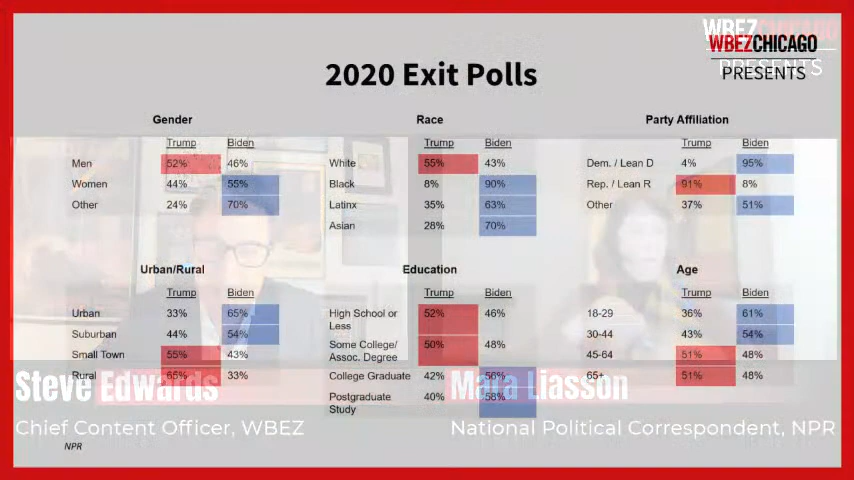 WBEZ
WBEZCHICAGO
PRESENTS
2020 Exit Polls
Gender
Trump Biden
Men 52% 46%
Women 44% 55%
Other 24% 70%
Race
Trump Biden
White 55% 43%
Black 8% 90%
Latinx 35% 63%
Asian 28% 70%
Party Affiliation
Trump Biden
Dem. / Lean D 4% 95%
Rep. / Lean R 91% 8%
Other 37% 51%
Urban/Rural
Trump Biden
Urban 33% 65%
Suburban 44% 54%
Small Town 55% 43%
Rural 65% 33%
Education
Trump Biden
High School or 52% 46%
Less
Some College/ 50% 48%
Assoc. Degree
College Graduate 42% 56%
Postgraduate 40% 58%
Study
Age
Trump Biden
18-29 36% 61%
30-44 43% 54%
45-64 51% 48%
65+ 51% 48%
Steve Edwards
Chief Content Officer, WBEZ
Mara Liasson
National Political Correspondent, NPR
NPR